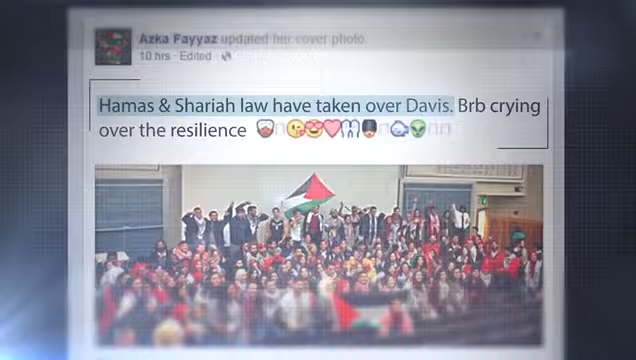 Azka Fayyaz updated her cover photo.
10 hrs · Edited ·
Hamas & Shariah law have taken over Davis. Brb crying
over the resilience